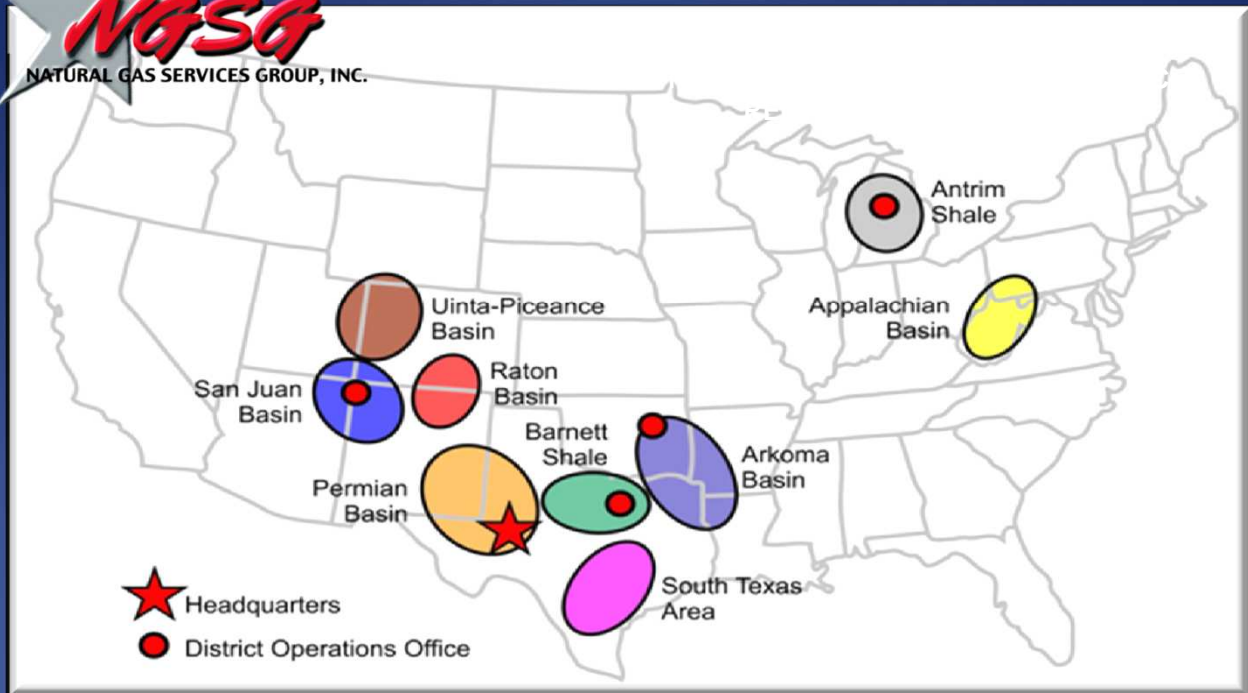 NGSG
NATURAL GAS SERVICES GROUP, INC.
Antrim
Shale
Uinta-Piceance
Basin
Appalachian
Basin
San Juan
Basin
Raton
Basin
Barnett
Shale
Arkoma
Basin
Permian
Basin
South Texas
Area
Headquarters
District Operations Office